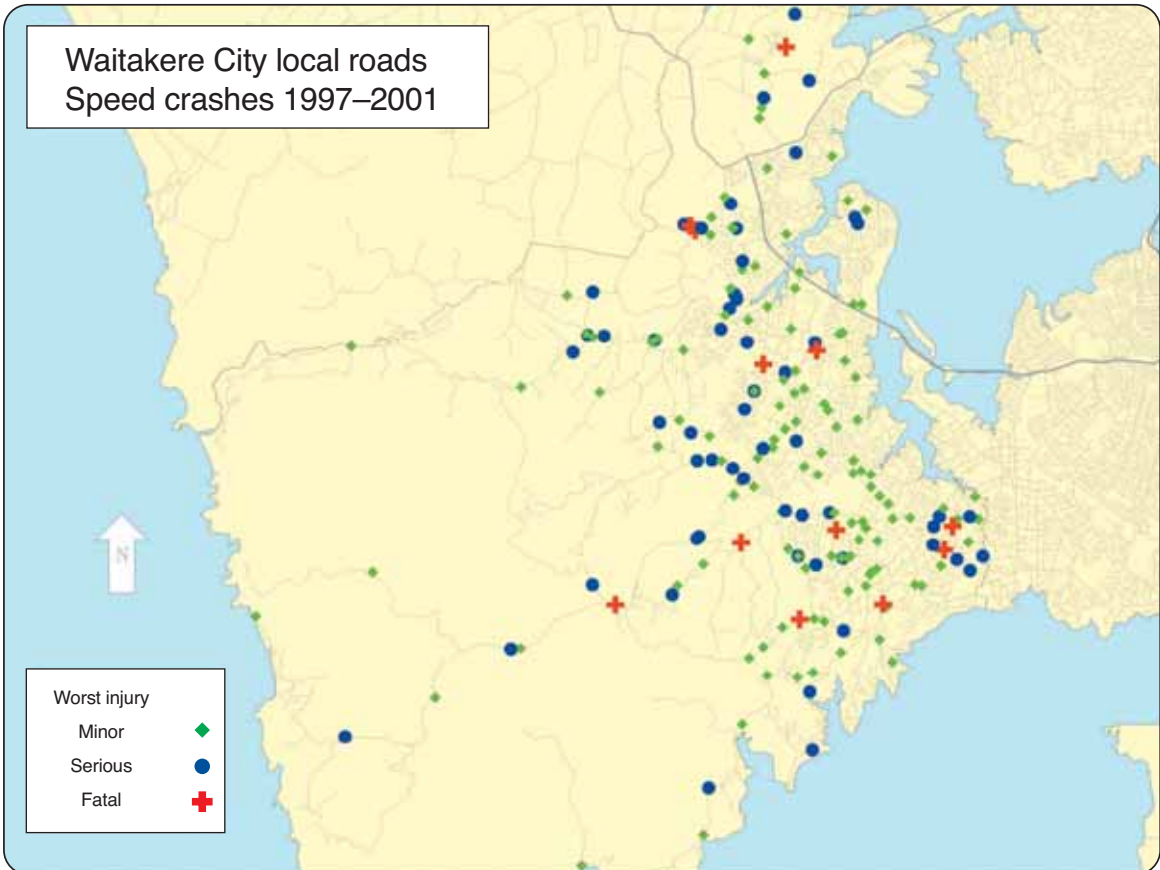 Waitakere City local roads
Speed crashes 1997–2001
N
Worst injury
Minor
Serious
Fatal